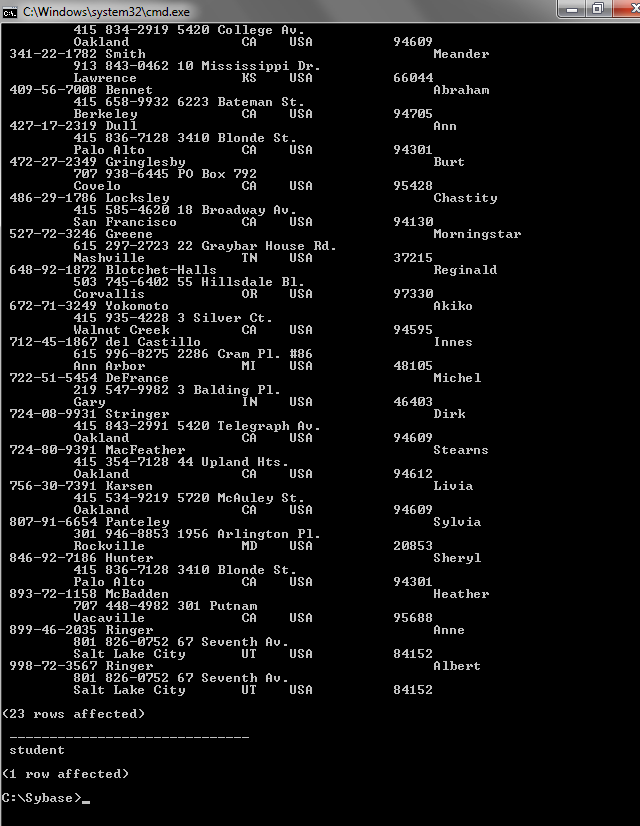 C:\Windows\system32\cmd.exe
415 834-2919 5420 College Av.
Oakland CA USA 94609
341-22-1782 Smith Meander
913 843-0462 10 Mississippi Dr.
Lawrence KS USA 66044
409-56-7008 Bennet Abraham
415 658-9932 6223 Bateman St.
Berkeley CA USA 94705
427-17-2319 Dull Ann
415 836-7128 3410 Blonde St.
Palo Alto CA USA 94301
472-27-2349 Gringlesby Burt
707 938-6445 PO Box 792
Covelo CA USA 95428
486-29-1786 Locksley Chastity
415 585-4620 18 Broadway Av.
San Francisco CA USA 94130
527-72-3246 Greene Morningstar
615 297-2723 22 Graybar House Rd.
Nashville TN USA 37215
648-92-1872 Blotchet-Halls Reginald
503 745-6402 55 Hillsdale Bl.
Corvallis OR USA 97330
672-71-3249 Yokomoto Akiko
415 935-4228 3 Silver Ct.
Walnut Creek CA USA 94595
712-45-1867 del Castillo Innes
615 996-8275 2286 Cram Pl. #86
Ann Arbor MI USA 48105
722-51-5454 DeFrance Michel
219 547-9982 3 Balding Pl.
Gary IN USA 46403
724-08-9931 Stringer Dirk
415 843-2991 5420 Telegraph Av.
Oakland CA USA 94609
724-80-9391 MacFeather Stearns
415 354-7128 44 Upland Hts.
Oakland CA USA 94612
756-30-7391 Karsen Livia
415 534-9219 5720 McAuley St.
Oakland CA USA 94609
807-91-6654 Panteley Sylvia
301 946-8853 1956 Arlington Pl.
Rockville MD USA 20853
846-92-7186 Hunter Sheryl
415 836-7128 3410 Blonde St.
Palo Alto CA USA 94301
893-72-1158 McBadden Heather
707 448-4982 301 Putnam
Vacaville CA USA 95688
899-46-2035 Ringer Anne
801 826-0752 67 Seventh Av.
Salt Lake City UT USA 84152
998-72-3567 Ringer Albert
801 826-0752 67 Seventh Av.
Salt Lake City UT USA 84152
(23 rows affected)
------------------------------
student
(1 row affected)
C:\Sybase>_